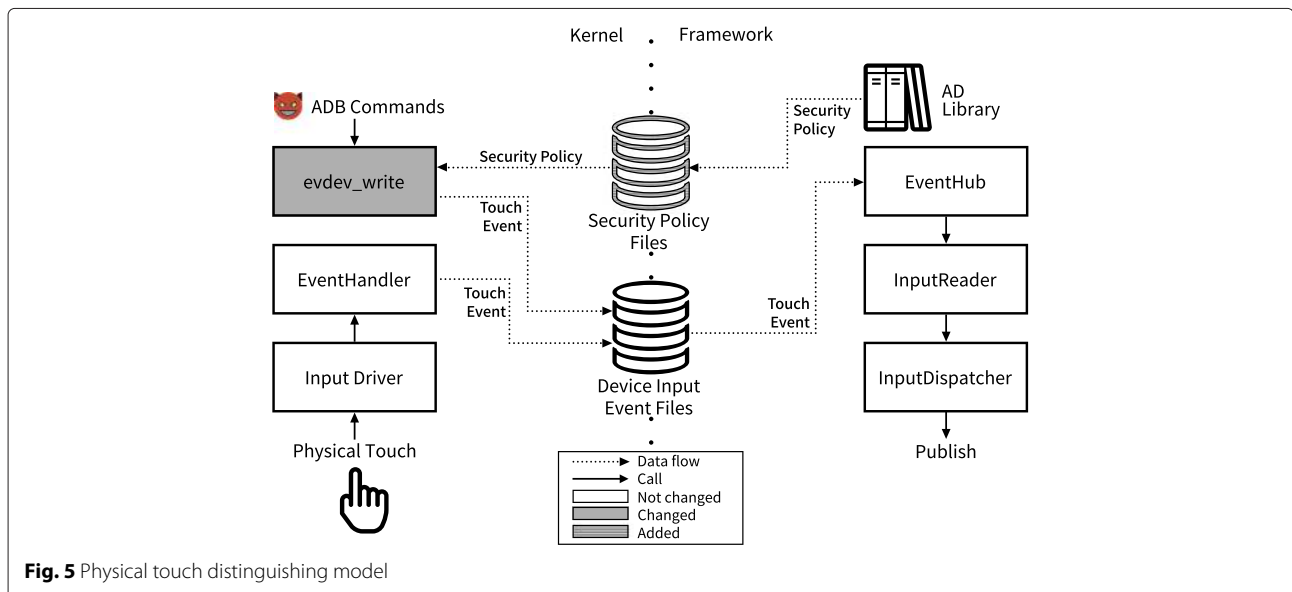 Kernel
Framework
ADB Commands
AD
Library
Security
Policy
evdev_write
Security Policy
EventHub
Touch
Event
Security Policy
Files
EventHandler
InputReader
Touch
Event
Touch
Event
Input Driver
InputDispatcher
Device Input
Event Files
Physical Touch
Publish
Data flow
Call
Not changed
Changed
Added
Fig. 5 Physical touch distinguishing model